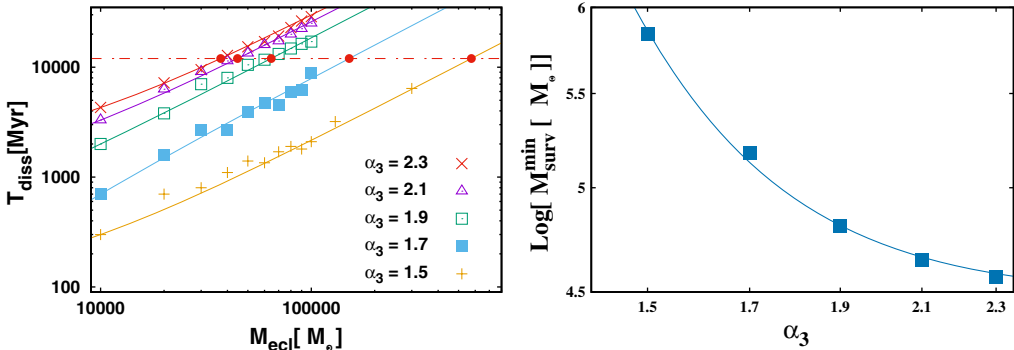 10000
1000
100
T_diss[Myr]
α_3 = 2.3
α_3 = 2.1
α_3 = 1.9
α_3 = 1.7
α_3 = 1.5
10000 100000
M_ecl[ M_⊙ ]
6
5.5
5
4.5
Log[ M_surv^min [ M_⊙ ]]
1.5 1.7 1.9 2.1 2.3
α_3